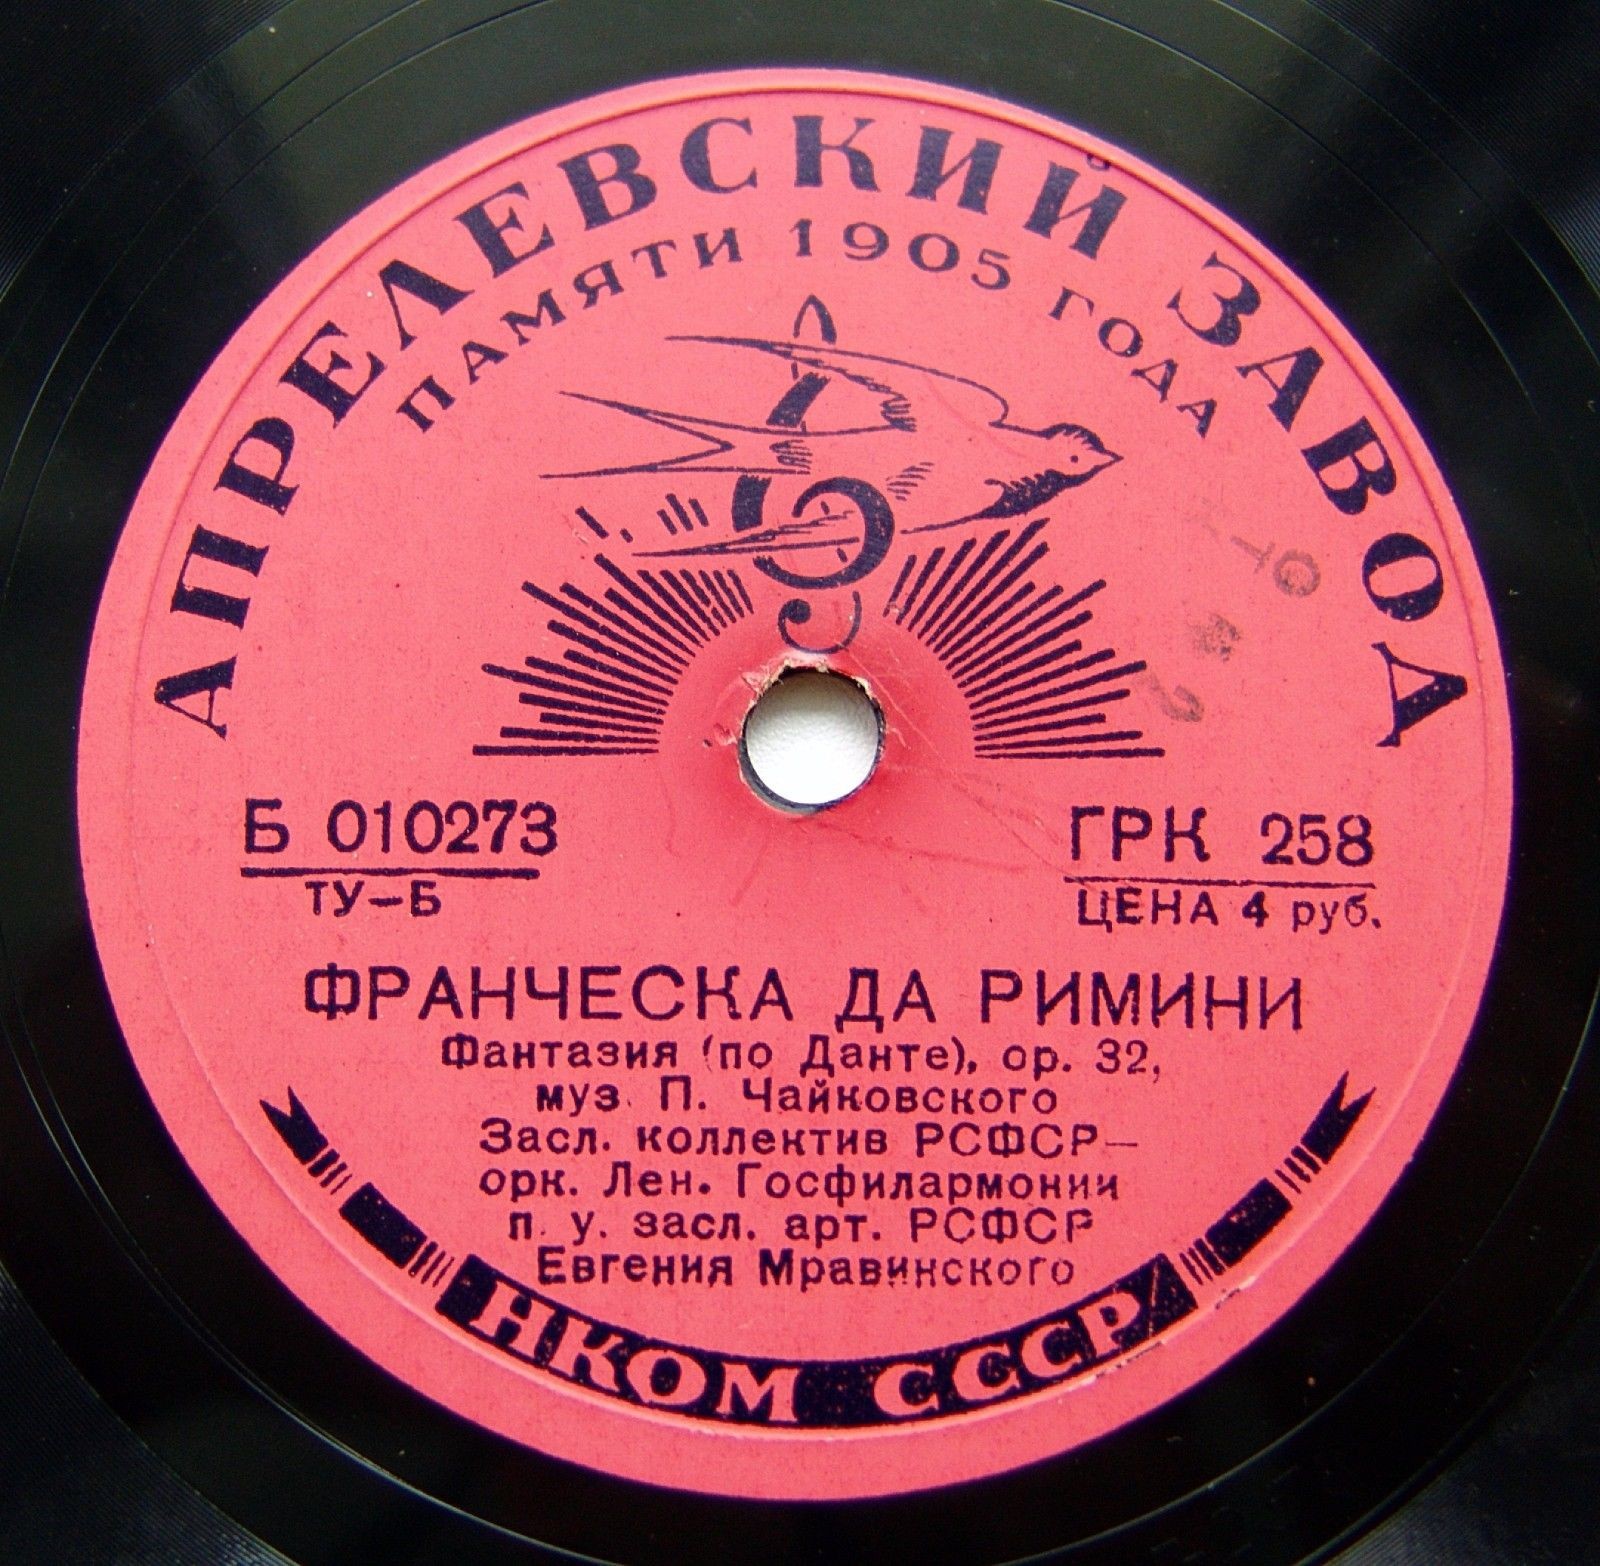 АПРЕЛЕВСКИЙ ЗАВОД
ПАМЯТИ 1905 ГОДА
Б 010273
ТУ–Б
ГРК 258
ЦЕНА 4 руб.
ФРАНЧЕСКА ДА РИМИНИ
Фантазия (по Данте), ор. 32,
муз. П. Чайковского
Засл. коллектив РСФСР—
орк. Лен. Госфилармонии
п. у. засл. арт. РСФСР
Евгения Мравинского
НКОМ СССР